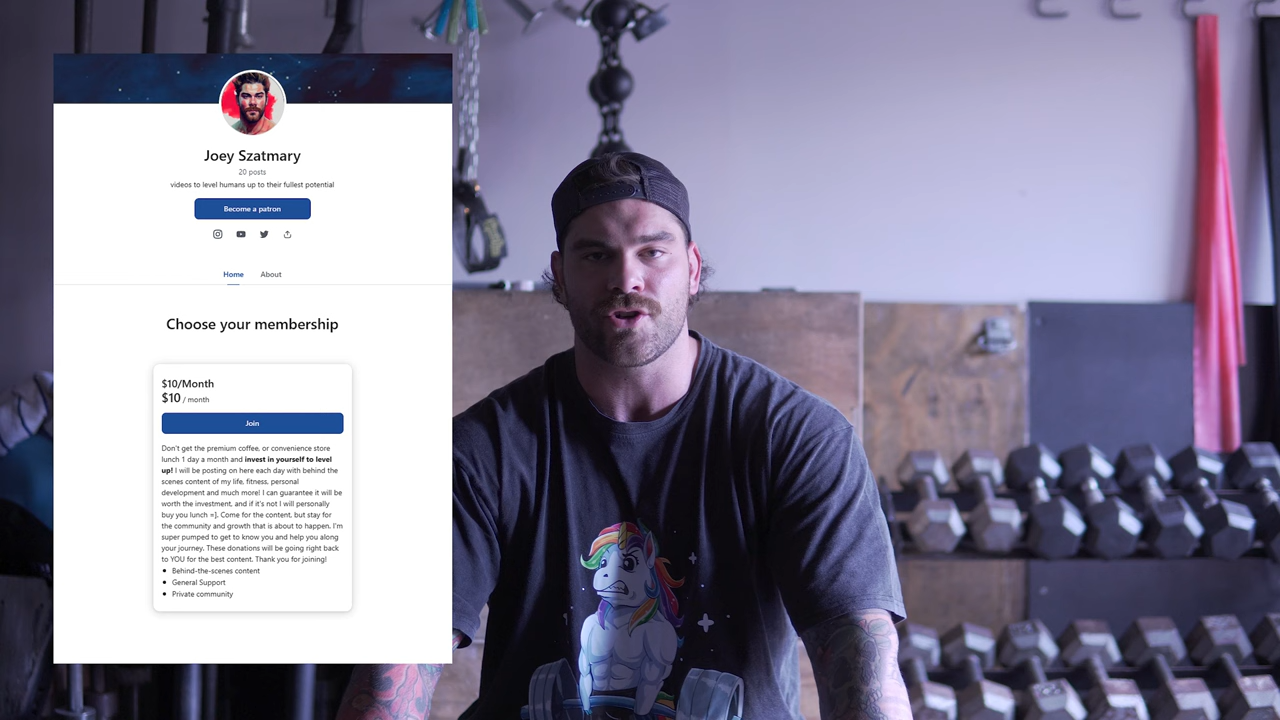 Joey Szatmary
20 posts
videos to level humans up to their fullest potential
Become a patron
Home About
Choose your membership
$10/Month
$10 / month
Join
Don't get the premium coffee, or convenience store
lunch 1 day a month and invest in yourself to level
up! I will be posting on here each day with behind the
scenes content of my life, fitness, personal
development and much more! I can guarantee it will be
worth the investment, and if it's not I will personally
buy you lunch =]. Come for the content, but stay for
the community and growth that is about to happen. I'm
super pumped to get to know you and help you along
your journey. These donations will be going right back
to YOU for the best content. Thank you for joining!
Behind-the-scenes content
General Support
Private community